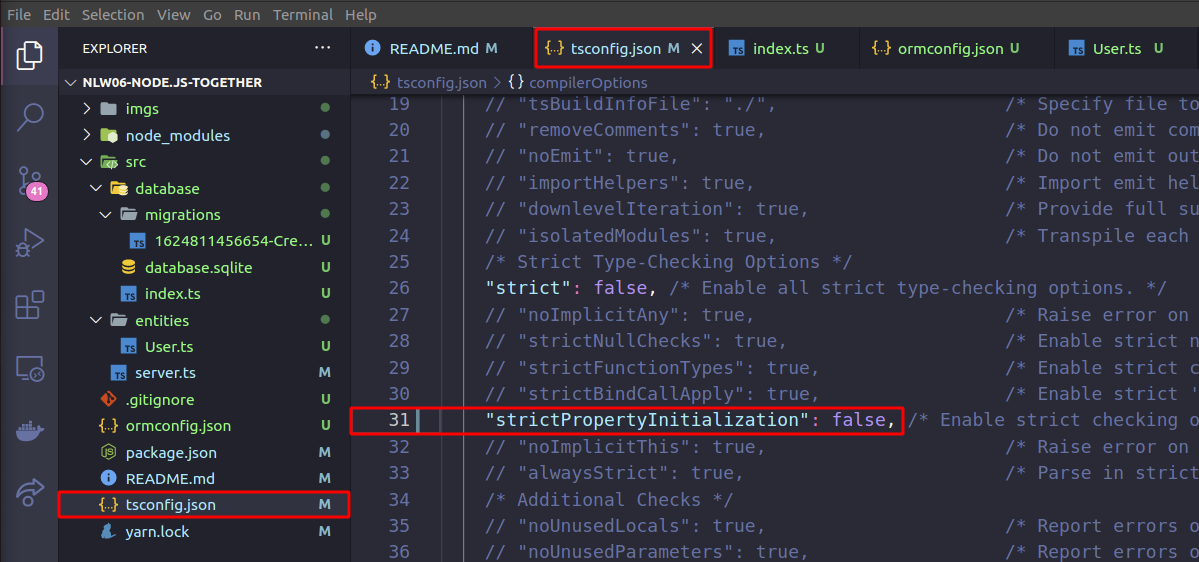 File Edit Selection View Go Run Terminal Help
EXPLORER ...
README.md M tsconfig.json M index.ts U ormconfig.json U User.ts U
NLW06-NODE.JS-TOGETHER
tsconfig.json > {} compilerOptions
imgs
node_modules
src
database
migrations
1624811456654-Cre... U
database.sqlite U
index.ts U
entities
User.ts U
server.ts M
.gitignore
ormconfig.json U
package.json M
README.md M
tsconfig.json M
yarn.lock M
41
19 // "tsBuildInfoFile": "./", /* Specify file to
20 // "removeComments": true, /* Do not emit com
21 // "noEmit": true, /* Do not emit out
22 // "importHelpers": true, /* Import emit hel
23 // "downlevelIteration": true, /* Provide full su
24 // "isolatedModules": true, /* Transpile each
25 /* Strict Type-Checking Options */
26 "strict": false, /* Enable all strict type-checking options. */
27 // "noImplicitAny": true, /* Raise error on
28 // "strictNullChecks": true, /* Enable strict n
29 // "strictFunctionTypes": true, /* Enable strict c
30 // "strictBindCallApply": true, /* Enable strict '
31 "strictPropertyInitialization": false, /* Enable strict checking o
32 // "noImplicitThis": true, /* Raise error on
33 // "alwaysStrict": true, /* Parse in strict
34 /* Additional Checks */
35 // "noUnusedLocals": true, /* Report errors o
36 // "noUnusedParameters": true, /* Report errors o